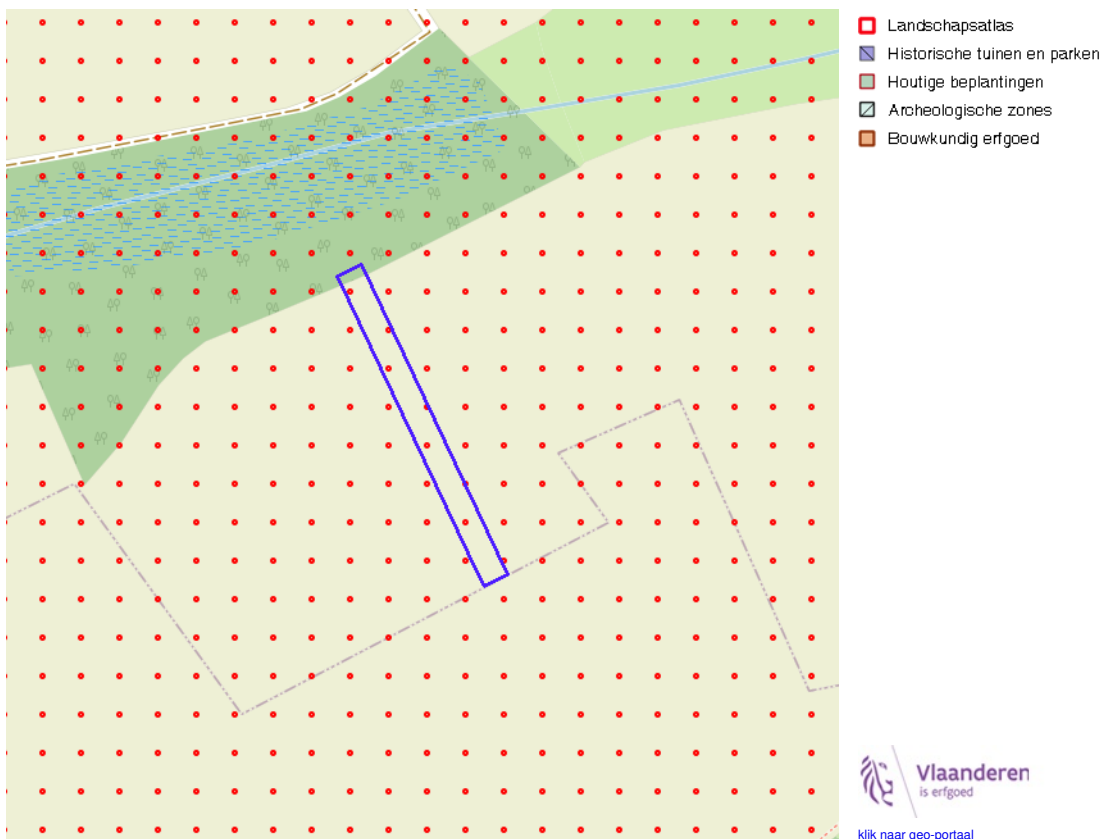 Landschapsatlas
Historische tuinen en parken
Houtige beplantingen
Archeologische zones
Bouwkundig erfgoed
Vlaanderen
is erfgoed
klik naar geo-portaal